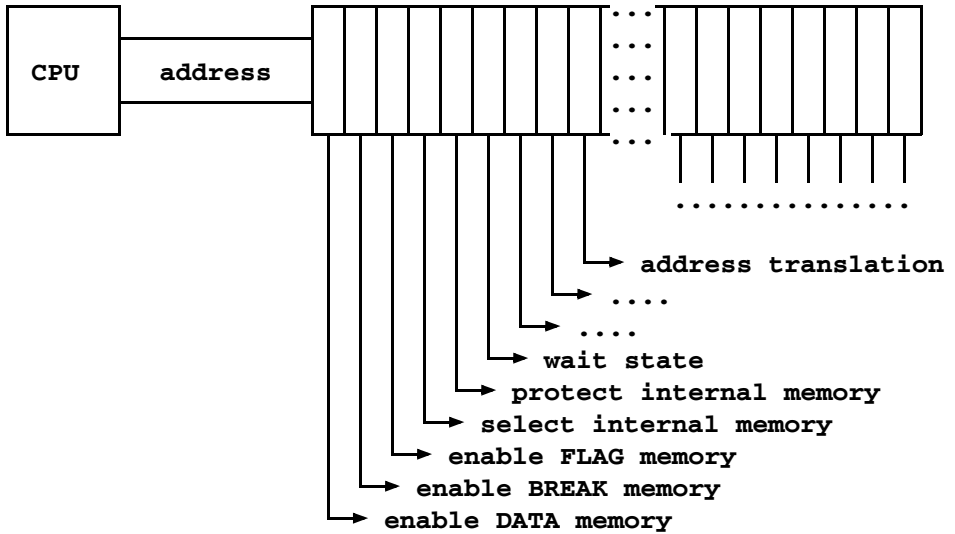 CPU
address
. . .
. . .
. . .
. . .
. . .
. . . . . . . . . . . . . . .
address translation
. . . .
. . . .
wait state
protect internal memory
select internal memory
enable FLAG memory
enable BREAK memory
enable DATA memory